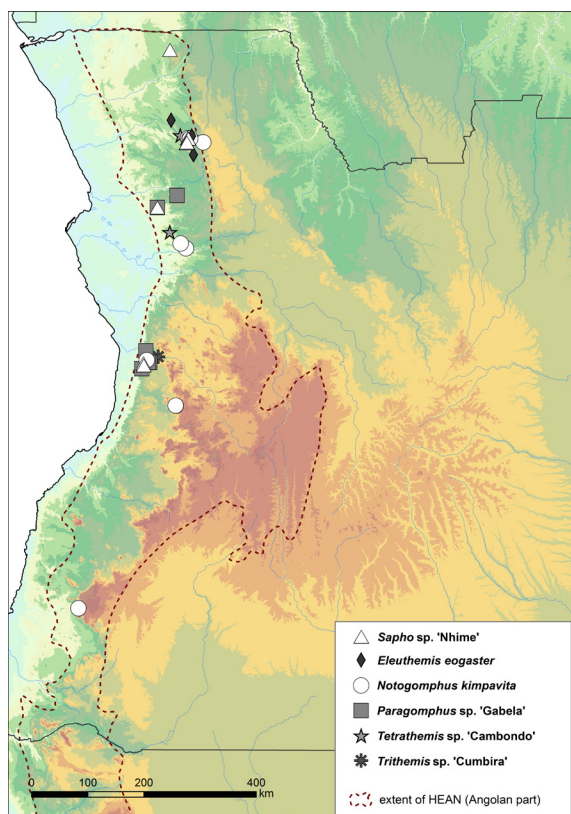 Sapho sp. 'Nhime'
Eleuthemis eogaster
Notogomphus kimpavita
Paragomphus sp. 'Gabela'
Tetrathemis sp. 'Cambondo'
Trithemis sp. 'Cumbira'
extent of HEAN (Angolan part)
0 100 200 400
km